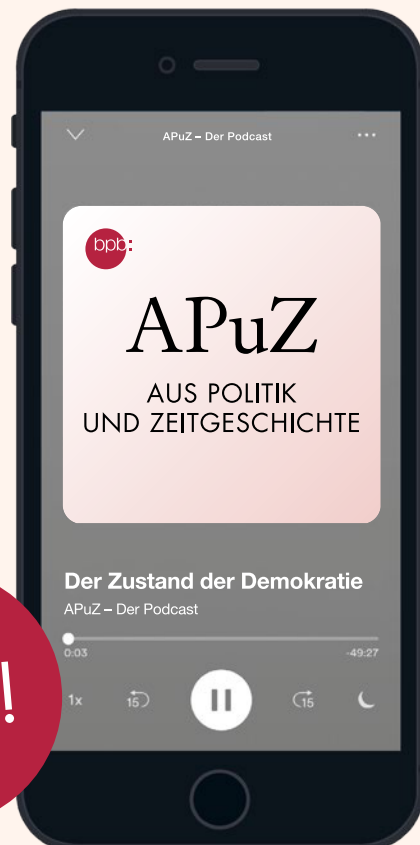 APuZ – Der Podcast
bpb:
APuZ
AUS POLITIK
UND ZEITGESCHICHTE
Der Zustand der Demokratie
APuZ – Der Podcast
0:03
-49:27
1x
15
15
!